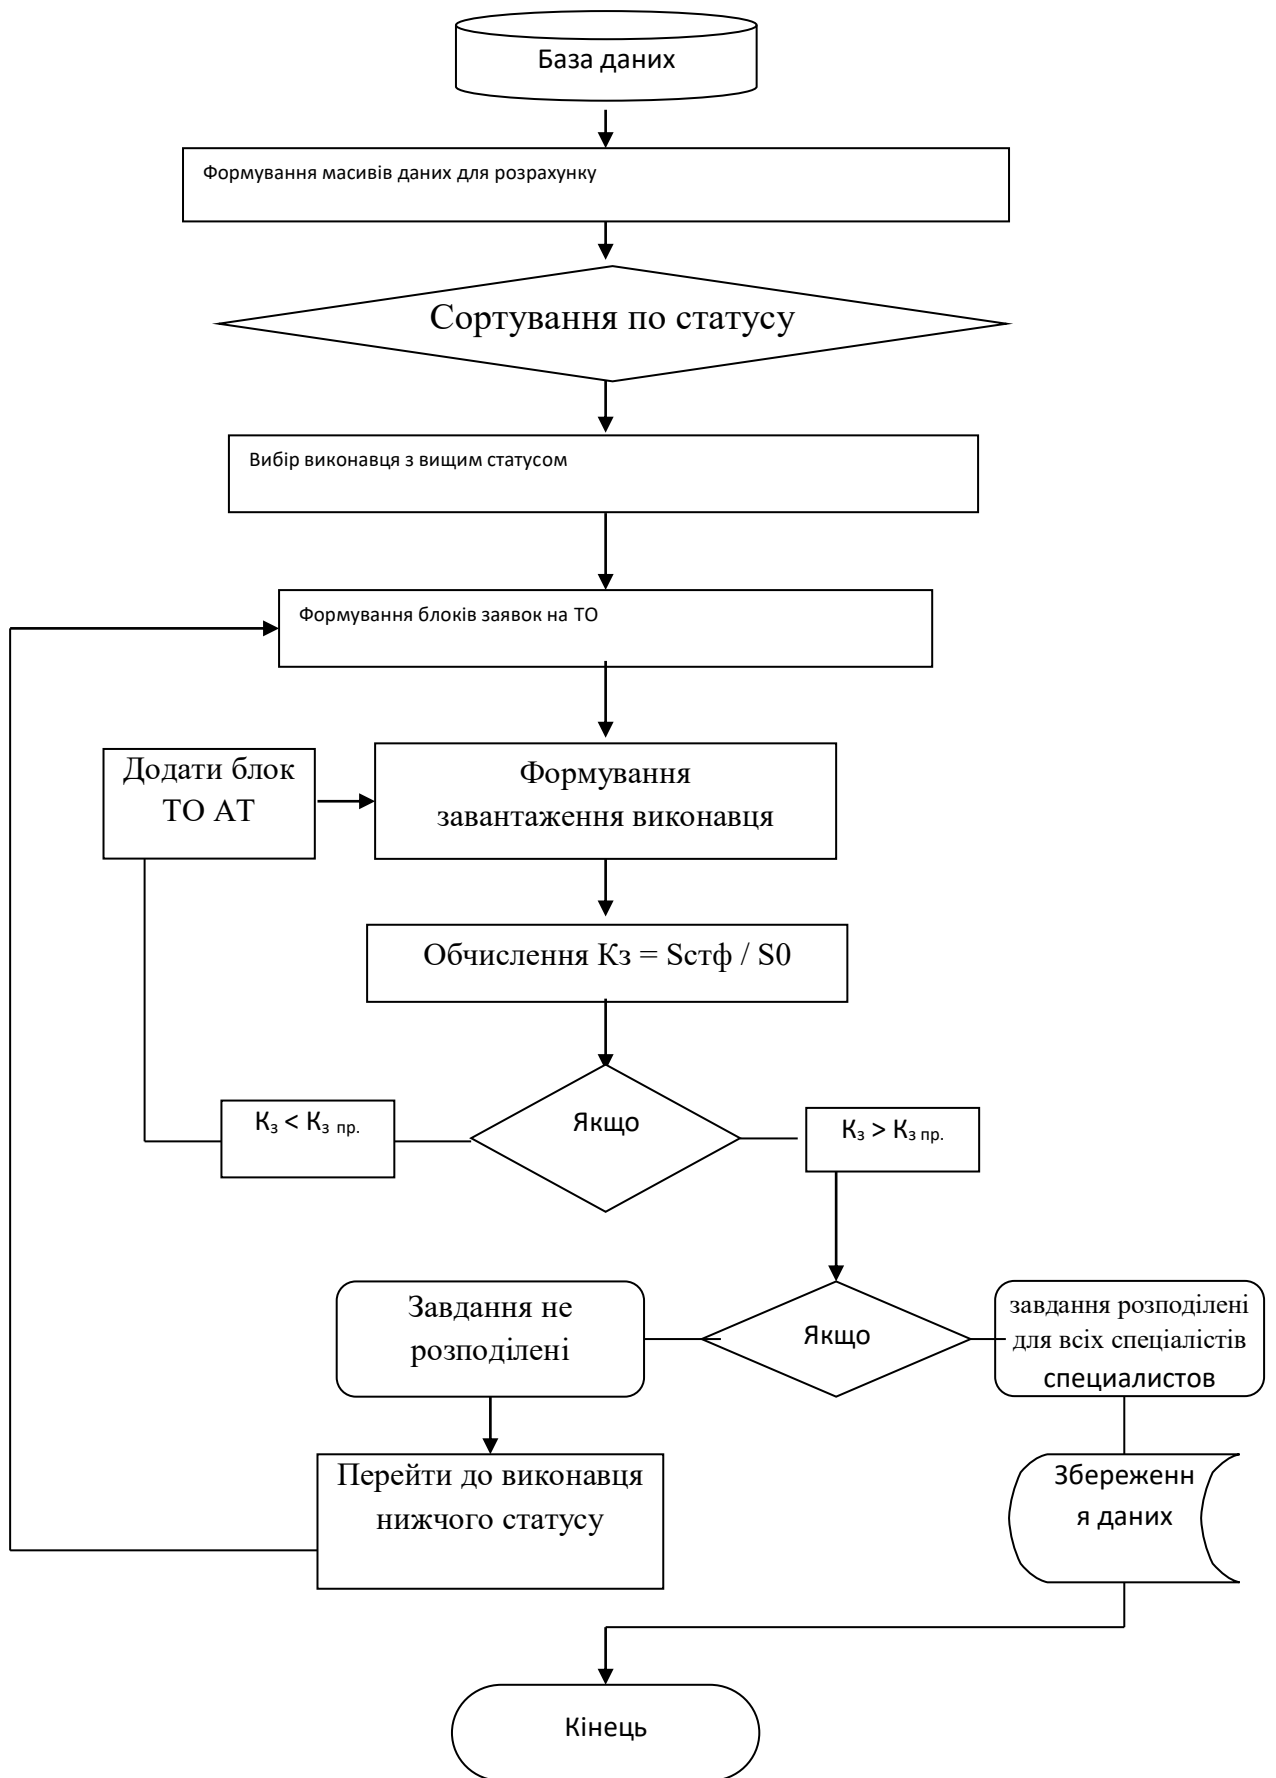 База даних
Формування масивів даних для розрахунку
Сортування по статусу
Вибір виконавця з вищим статусом
Формування блоків заявок на ТО
Додати блок
ТО АТ
Формування
завантаження виконавця
Обчислення Кз = Sстф / S0
Кз < Кз пр.
Якщо
Кз > Кз пр.
Завдання не
розподілені
Якщо
завдання розподілені
для всіх спеціалістів
специалистов
Перейти до виконавця
нижчого статусу
Збереженн
я даних
Кінець